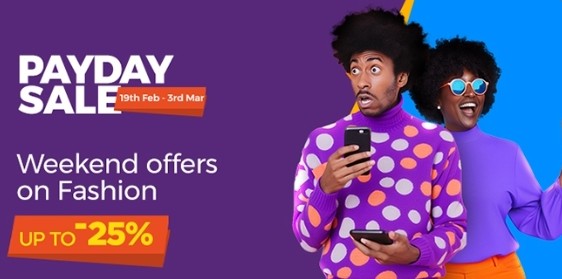 PAYDAY
SALE
19th Feb - 3rd Mar
Weekend offers
on Fashion
UP TO -25%